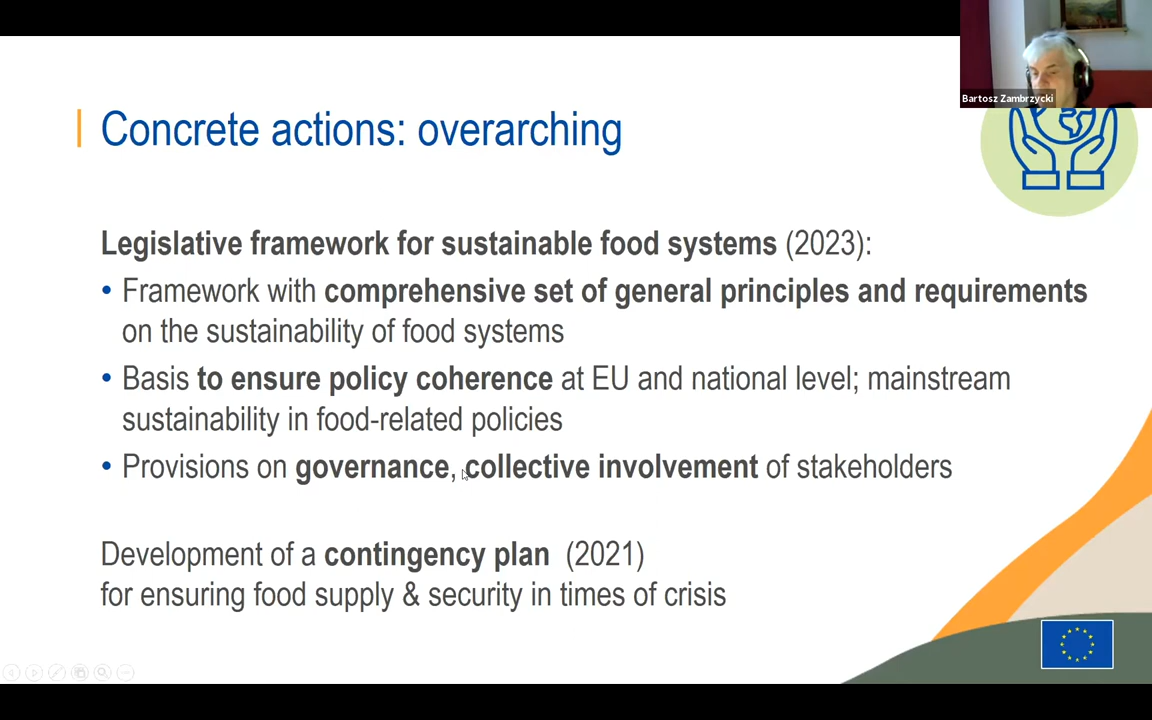 Bartosz Zambrzycki
Concrete actions: overarching
Legislative framework for sustainable food systems (2023):
• Framework with comprehensive set of general principles and requirements
on the sustainability of food systems
• Basis to ensure policy coherence at EU and national level; mainstream
sustainability in food-related policies
• Provisions on governance, collective involvement of stakeholders
Development of a contingency plan (2021)
for ensuring food supply & security in times of crisis